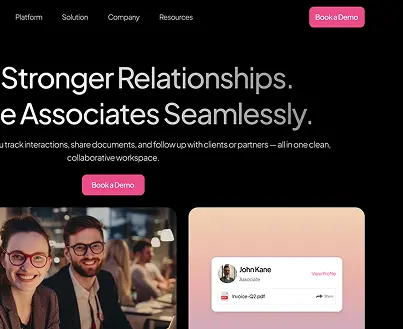 Platform Solution Company Resources Book a Demo
Stronger Relationships.
e Associates Seamlessly.
u track interactions, share documents, and follow up with clients or partners — all in one clean,
collaborative workspace.
Book a Demo
John Kane
Associate
View Profile
Invoice-Q2.pdf
Share